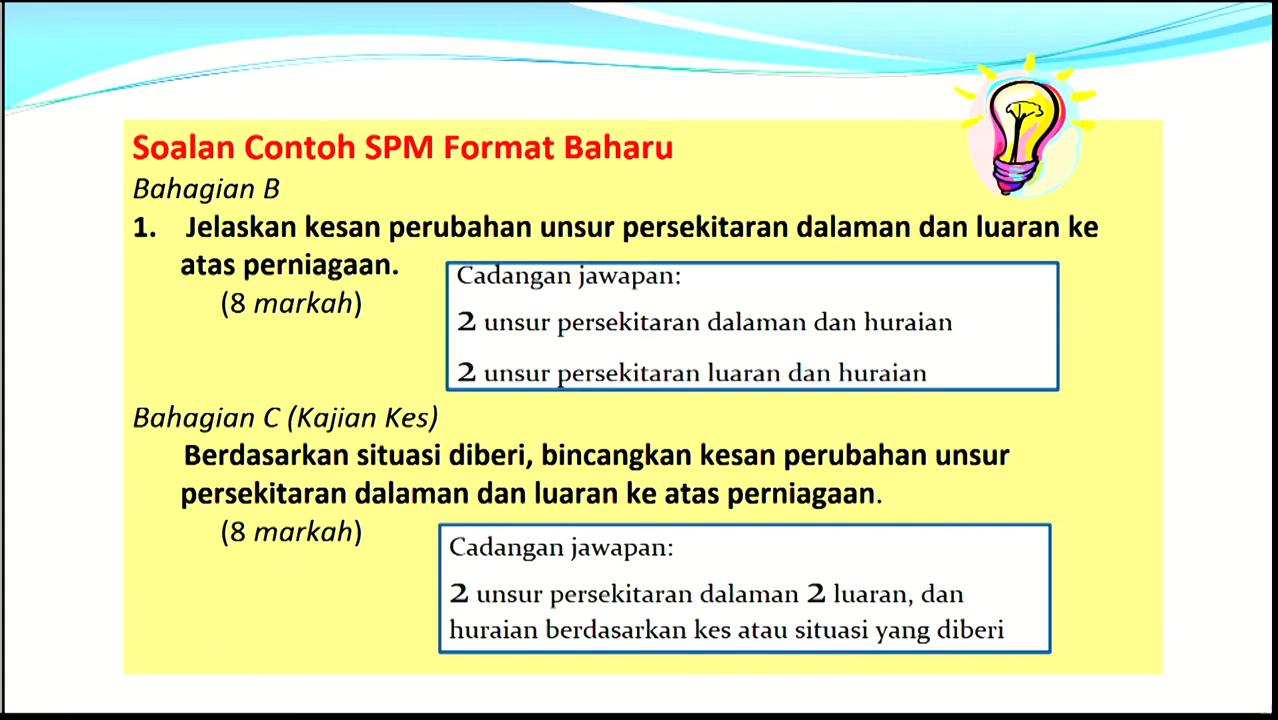 Soalan Contoh SPM Format Baharu
Bahagian B
1. Jelaskan kesan perubahan unsur persekitaran dalaman dan luaran ke
atas perniagaan.
(8 markah)
Cadangan jawapan:
2 unsur persekitaran dalaman dan huraian
2 unsur persekitaran luaran dan huraian
Bahagian C (Kajian Kes)
Berdasarkan situasi diberi, bincangkan kesan perubahan unsur
persekitaran dalaman dan luaran ke atas perniagaan.
(8 markah)
Cadangan jawapan:
2 unsur persekitaran dalaman 2 luaran, dan
huraian berdasarkan kes atau situasi yang diberi